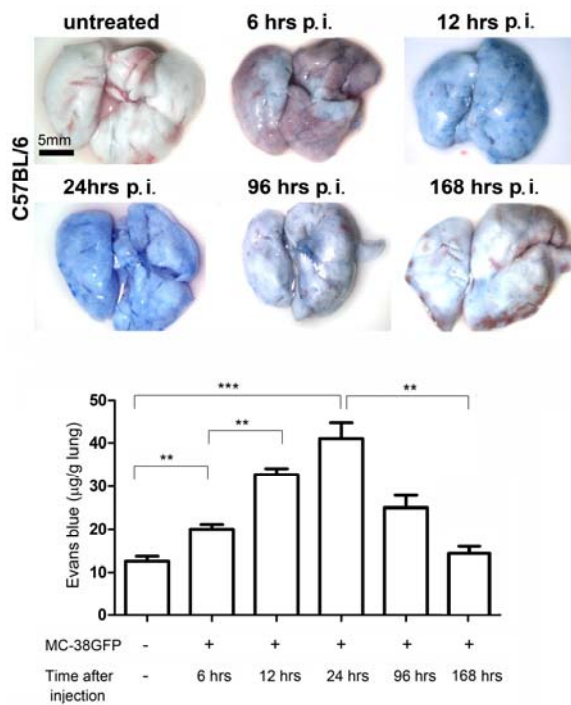 untreated 6 hrs p.i. 12 hrs p.i.
5mm
C57BL/6
24hrs p.i. 96 hrs p.i. 168 hrs p.i.
***
**
**
**
50
40
30
20
10
0
Evans blue (µg/g lung)
MC-38GFP - + + + + +
Time after injection - 6 hrs 12 hrs 24 hrs 96 hrs 168 hrs